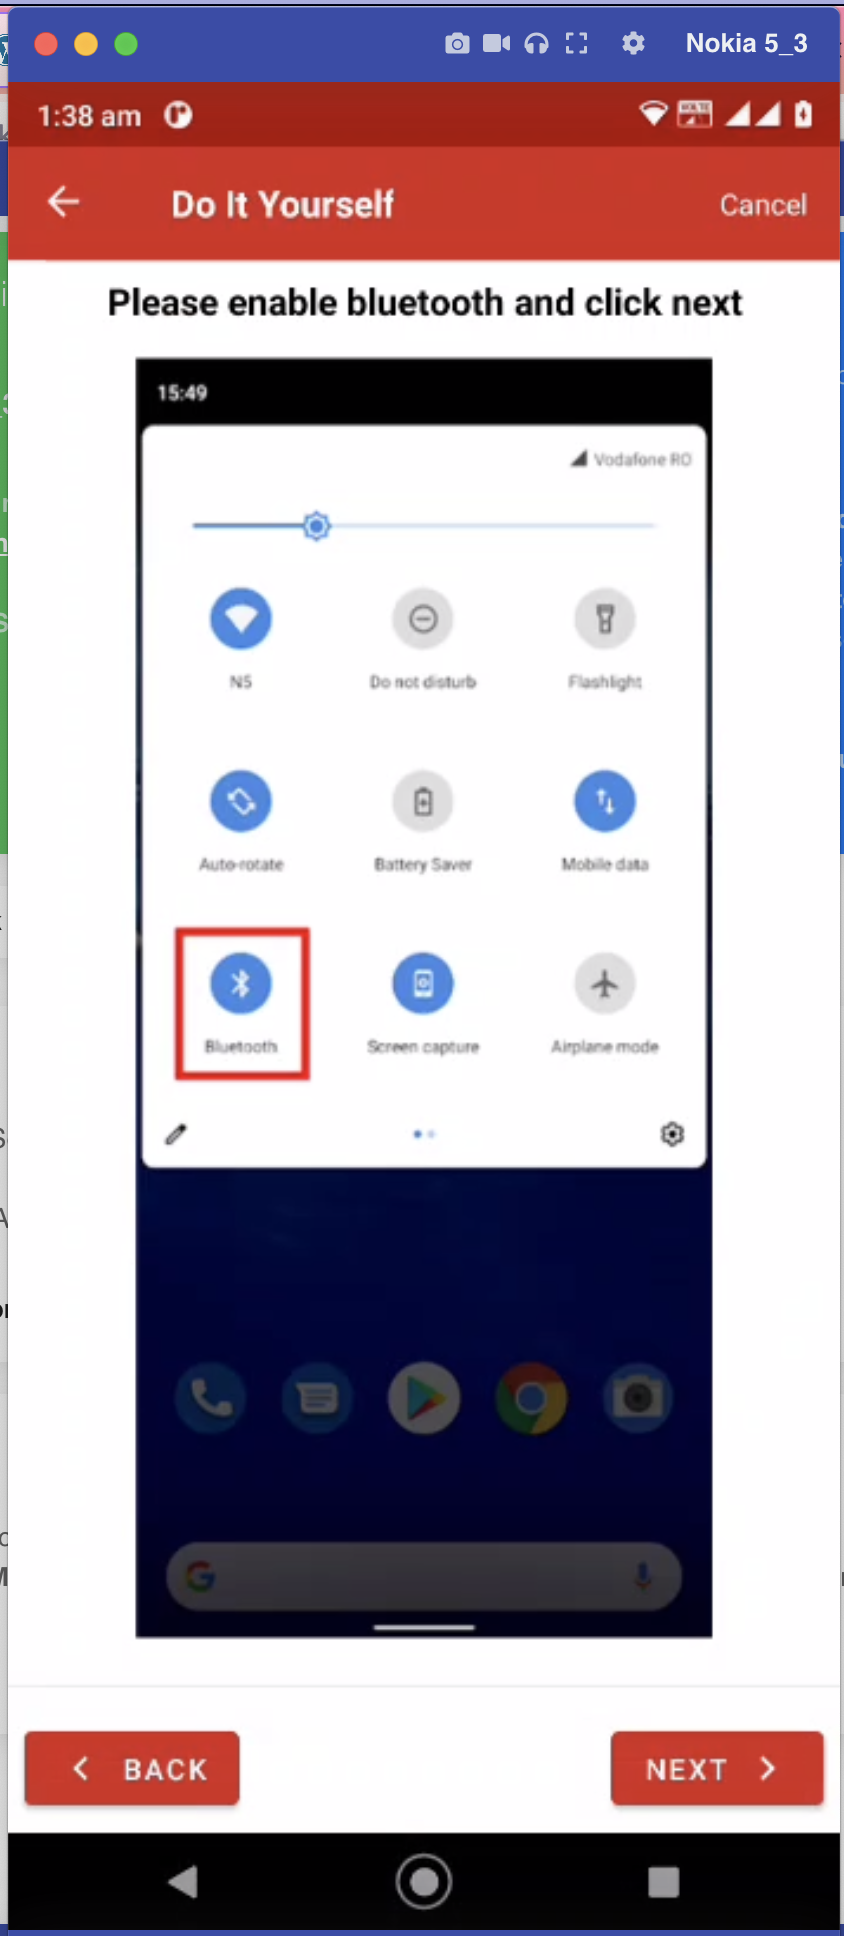 Nokia 5_3
1:38 am
Do It Yourself
Cancel
Please enable bluetooth and click next
15:49
Vodafone RO
N5
Do not disturb
Flashlight
Auto-rotate
Battery Saver
Mobile data
Bluetooth
Screen capture
Airplane mode
BACK
NEXT